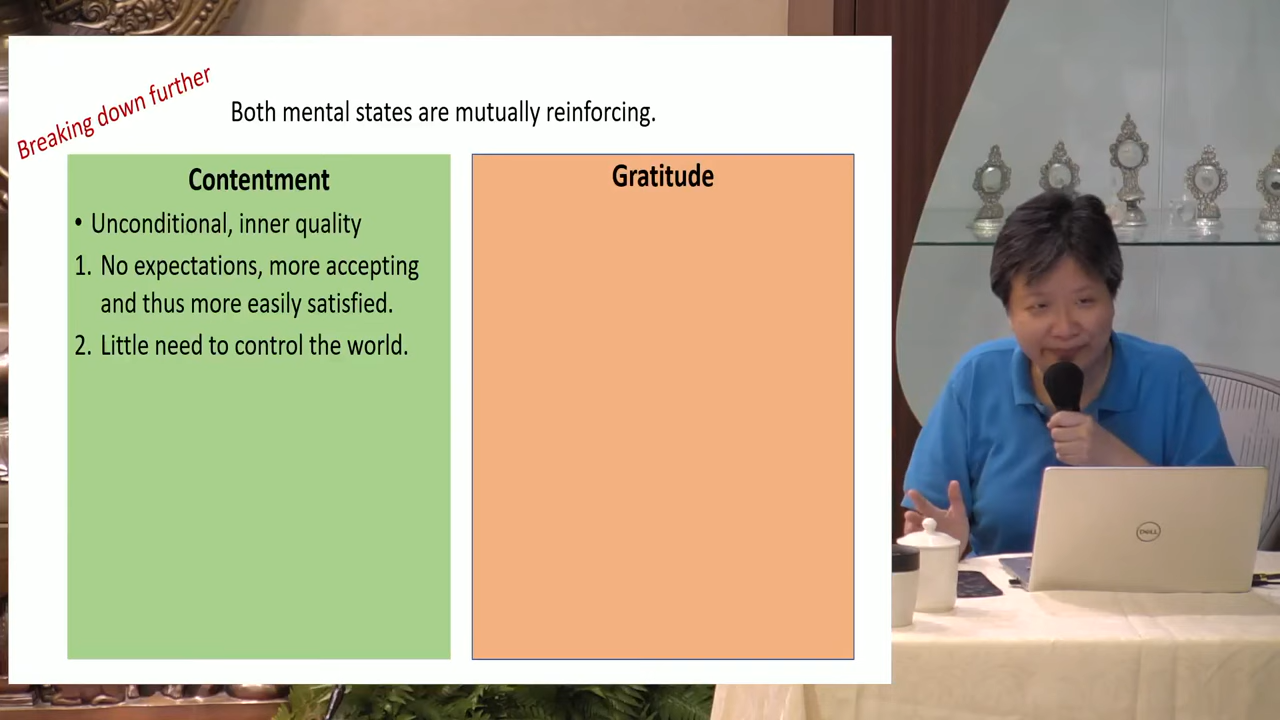 Breaking down further
Both mental states are mutually reinforcing.
Contentment
• Unconditional, inner quality
1. No expectations, more accepting
and thus more easily satisfied.
2. Little need to control the world.
Gratitude
DELL